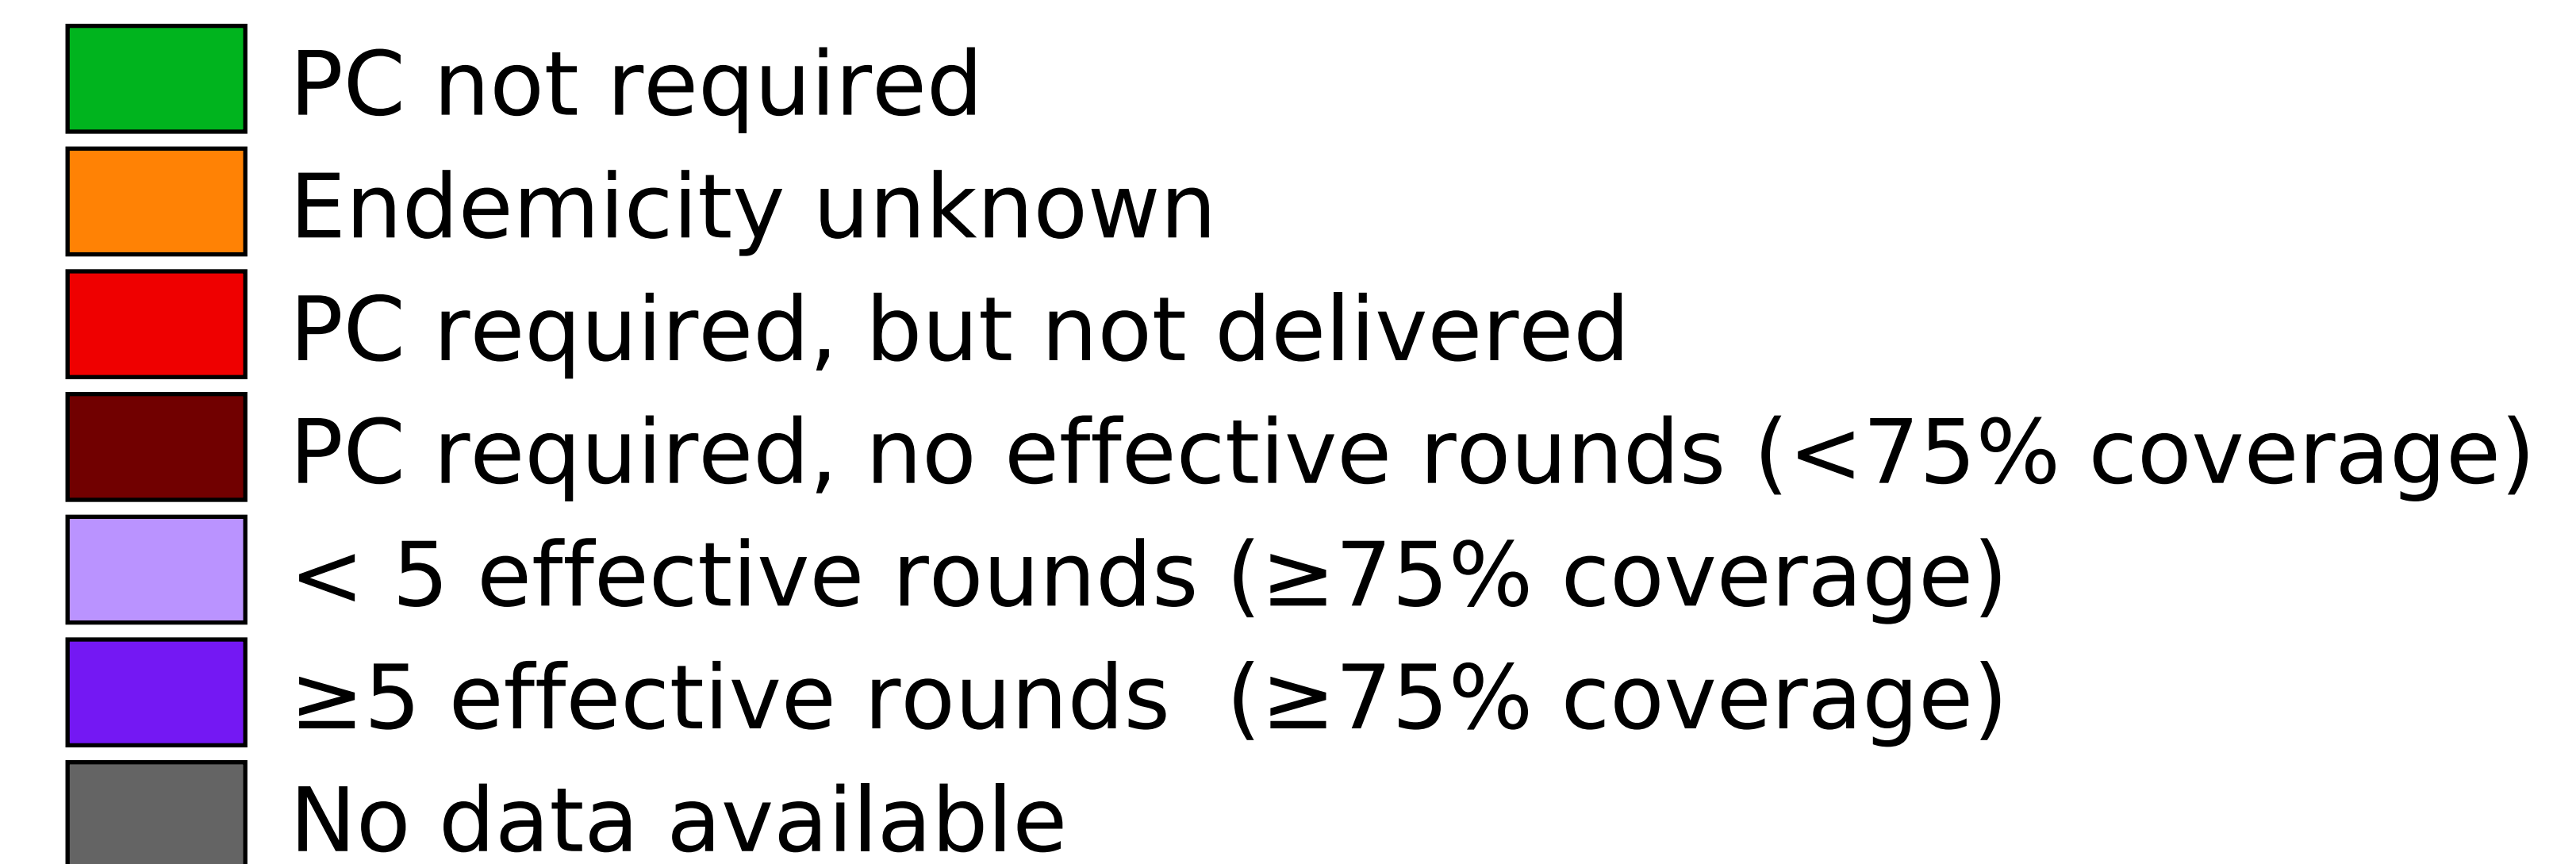 PC not required
Endemicity unknown
PC required, but not delivered
PC required, no effective rounds (<75% coverage)
< 5 effective rounds (≥75% coverage)
≥5 effective rounds  (≥75% coverage)
No data available